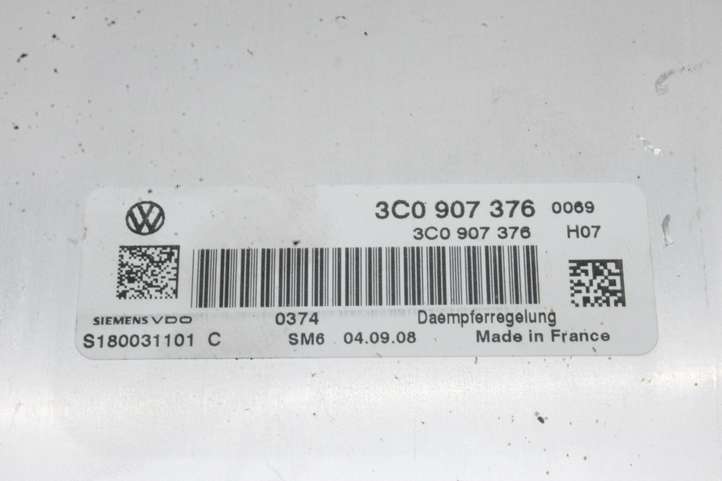 3C0 907 376 0069
3C0 907 376 H07
SIEMENS VDO 0374 Daempferregelung
S180031101 C SM6 04.09.08 Made in France